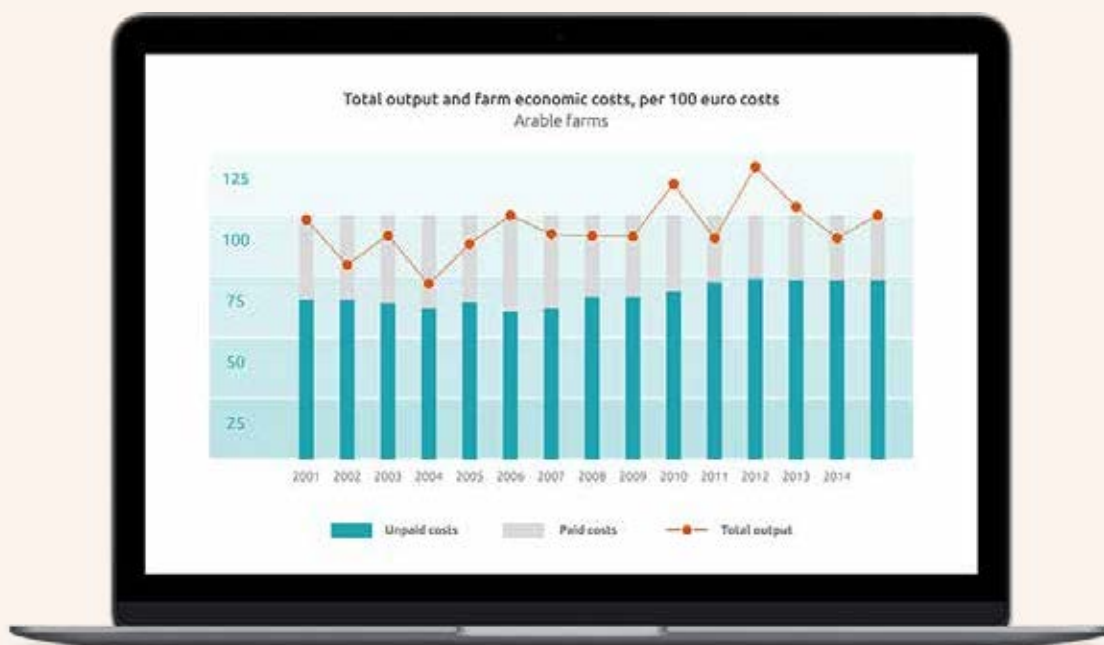 Total output and farm economic costs, per 100 euro costs
Arable farms
125
100
75
50
25
2001 2002 2003 2004 2005 2006 2007 2008 2009 2010 2011 2012 2013 2014
Unpaid costs Paid costs Total output